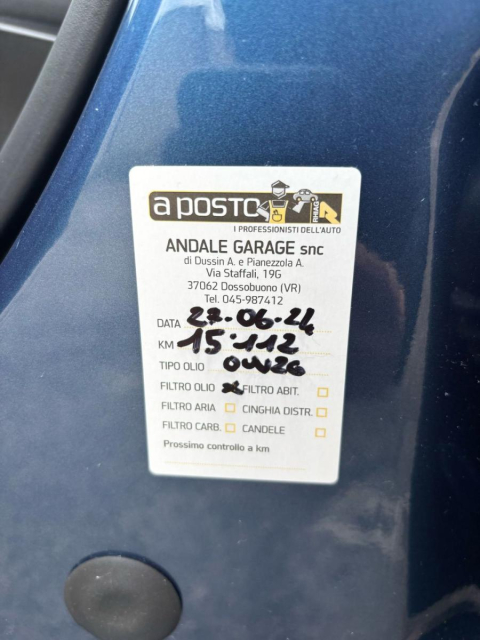 a posto
RHIAG
I PROFESSIONISTI DELL'AUTO
ANDALE GARAGE snc
di Dussin A. e Pianezzola A.
Via Staffali, 19G
37062 Dossobuono (VR)
Tel. 045-987412
DATA 27-06-24
KM 15.112
TIPO OLIO 0W20
FILTRO OLIO FILTRO ABIT.
FILTRO ARIA CINGHIA DISTR.
FILTRO CARB. CANDELE
Prossimo controllo a km